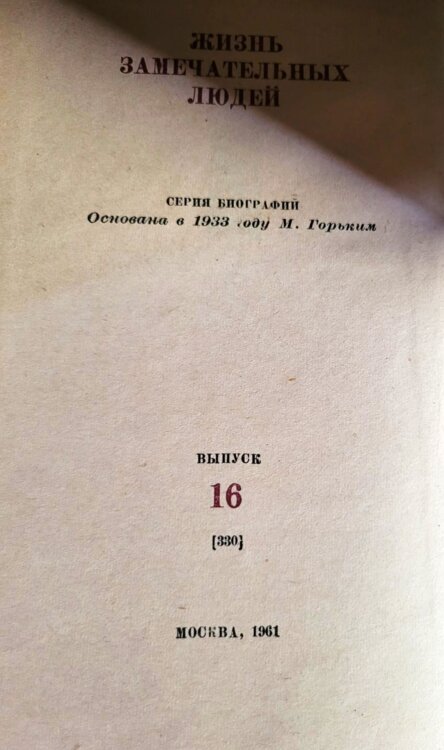 ЖИЗНЬ
ЗАМЕЧАТЕЛЬНЫХ
ЛЮДЕЙ
СЕРИЯ БИОГРАФИЙ
Основана в 1933 году М. Горьким
ВЫПУСК
16
[330]
МОСКВА, 1961